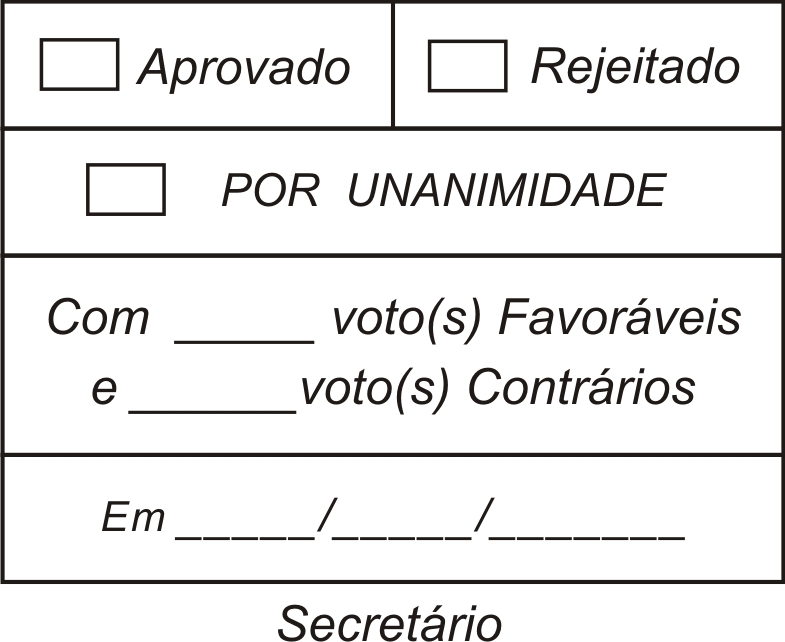 Aprovado Rejeitado
POR UNANIMIDADE
Com _____ voto(s) Favoráveis
e ______voto(s) Contrários
Em _____/_____/_______
Secretário